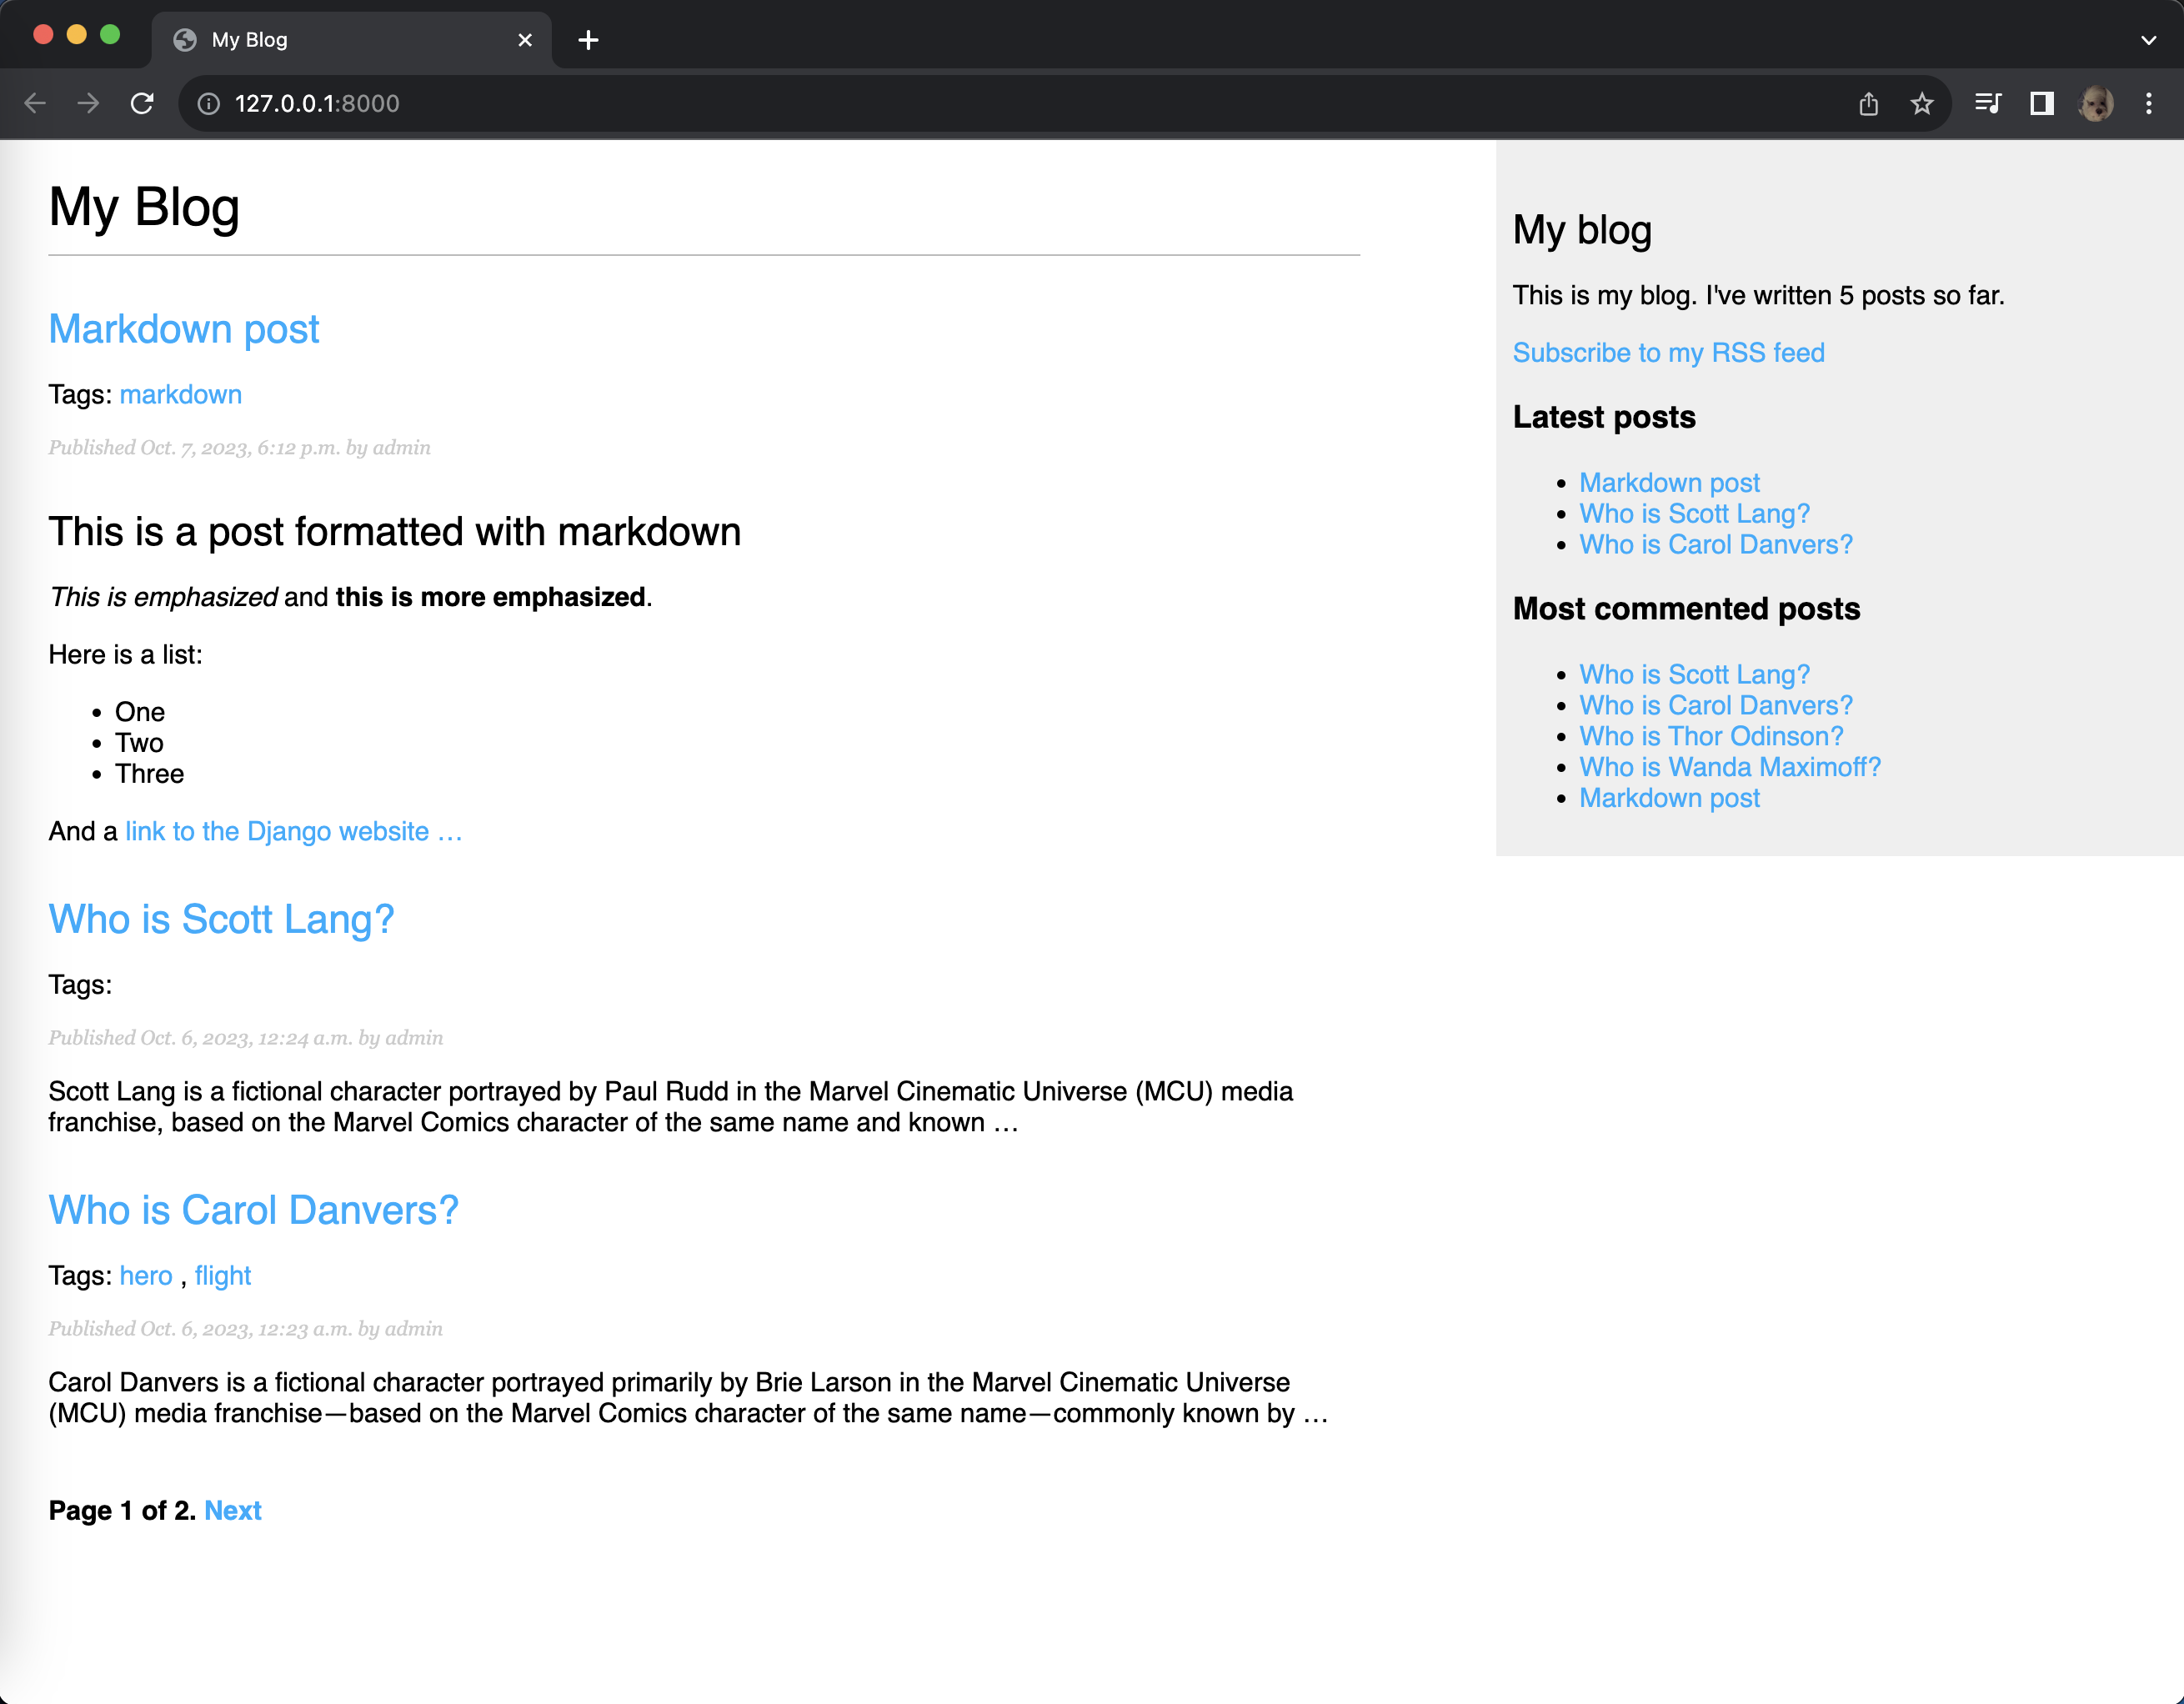 My Blog
127.0.0.1:8000
My Blog
Markdown post
Tags: markdown
Published Oct. 7, 2023, 6:12 p.m. by admin
This is a post formatted with markdown
This is emphasized and this is more emphasized.
Here is a list:
• One
• Two
• Three
And a link to the Django website …
Who is Scott Lang?
Tags:
Published Oct. 6, 2023, 12:24 a.m. by admin
Scott Lang is a fictional character portrayed by Paul Rudd in the Marvel Cinematic Universe (MCU) media
franchise, based on the Marvel Comics character of the same name and known …
Who is Carol Danvers?
Tags: hero , flight
Published Oct. 6, 2023, 12:23 a.m. by admin
Carol Danvers is a fictional character portrayed primarily by Brie Larson in the Marvel Cinematic Universe
(MCU) media franchise—based on the Marvel Comics character of the same name—commonly known by …
Page 1 of 2. Next
My blog
This is my blog. I've written 5 posts so far.
Subscribe to my RSS feed
Latest posts
• Markdown post
• Who is Scott Lang?
• Who is Carol Danvers?
Most commented posts
• Who is Scott Lang?
• Who is Carol Danvers?
• Who is Thor Odinson?
• Who is Wanda Maximoff?
• Markdown post